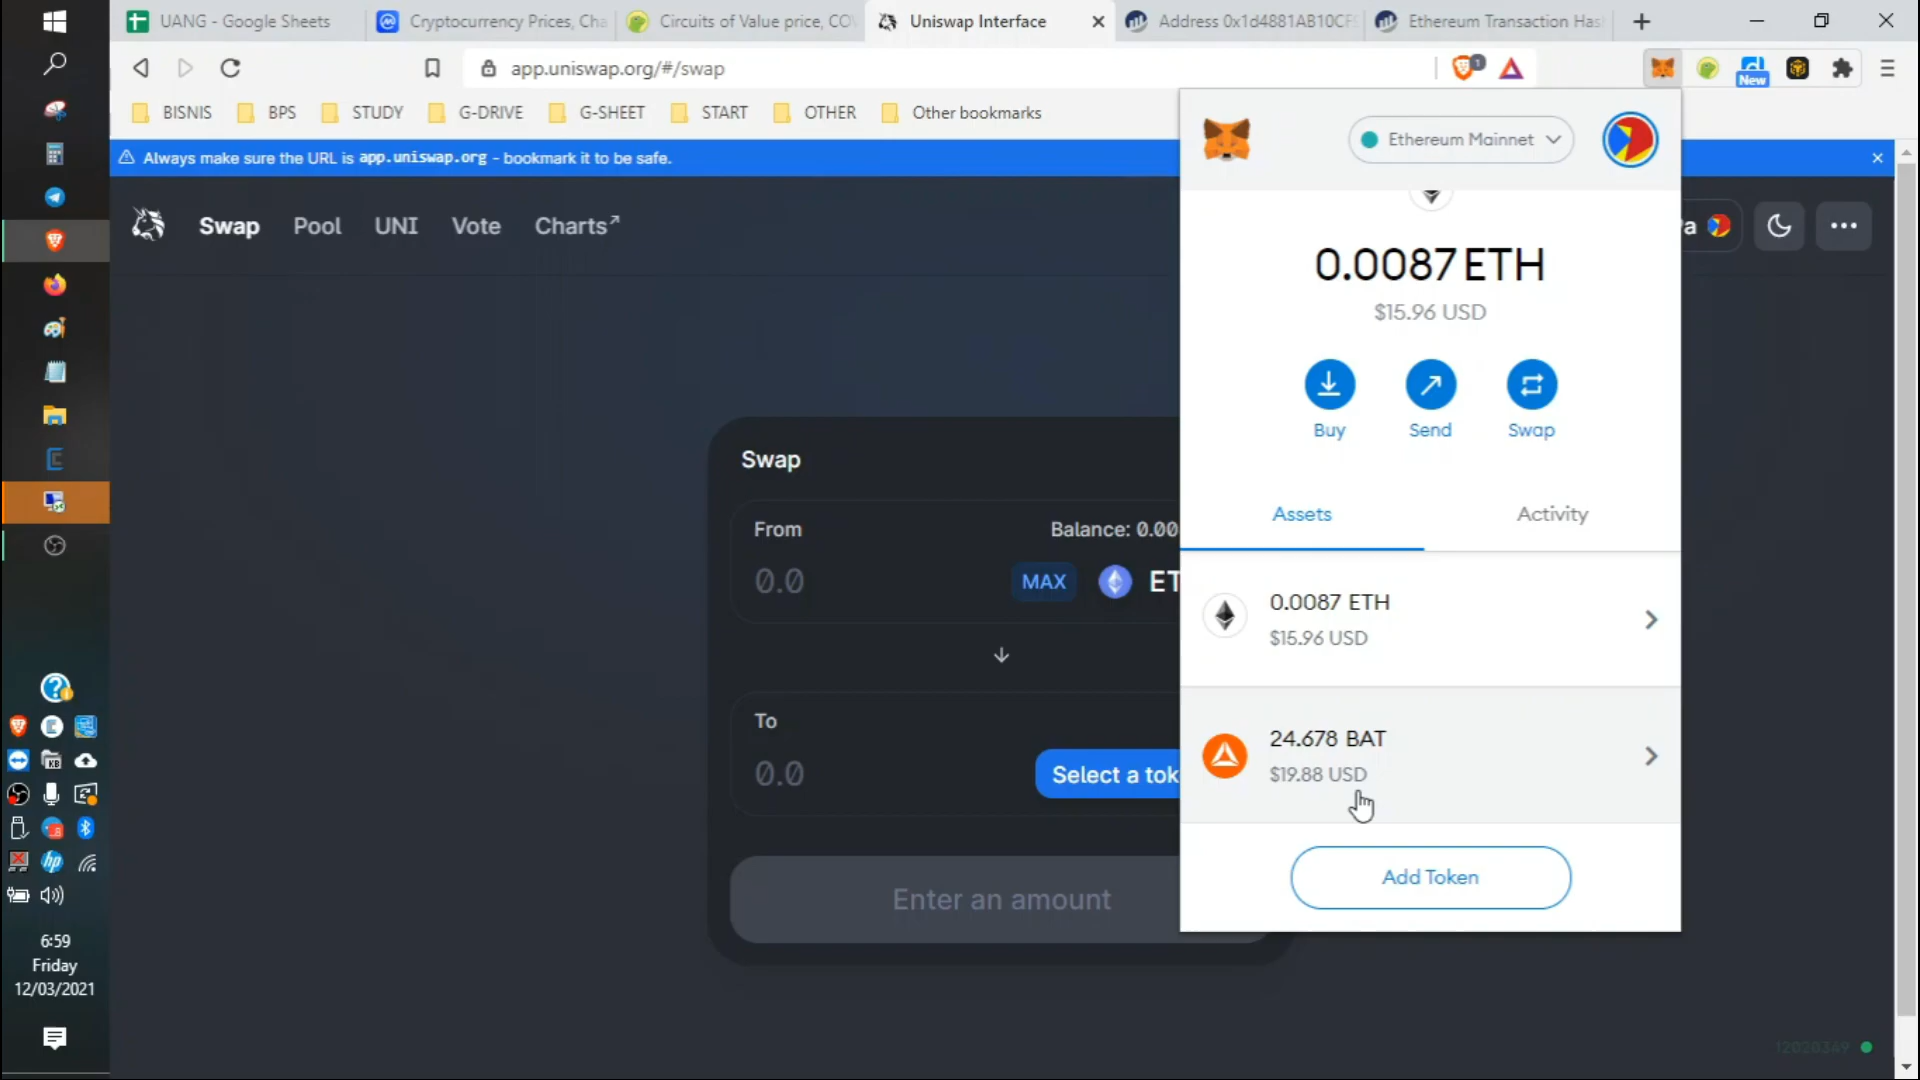 UANG - Google Sheets
Cryptocurrency Prices, Cha
Circuits of Value price, CO
Uniswap Interface
Address 0x1d4881AB10CF
Ethereum Transaction Has
app.uniswap.org/#/swap
1
New
BISNIS
BPS
STUDY
G-DRIVE
G-SHEET
START
OTHER
Other bookmarks
Always make sure the URL is app.uniswap.org - bookmark it to be safe.
Ethereum Mainnet
Swap
Pool
UNI
Vote
Charts↗
a
0.0087 ETH
$15.96 USD
Buy
Send
Swap
Assets
Activity
0.0087 ETH
$15.96 USD
24.678 BAT
$19.88 USD
Add Token
Swap
From
Balance: 0.00
0.0
MAX
ET
To
0.0
Select a tok
Enter an amount
KB
hp
6:59
Friday
12/03/2021
12020349